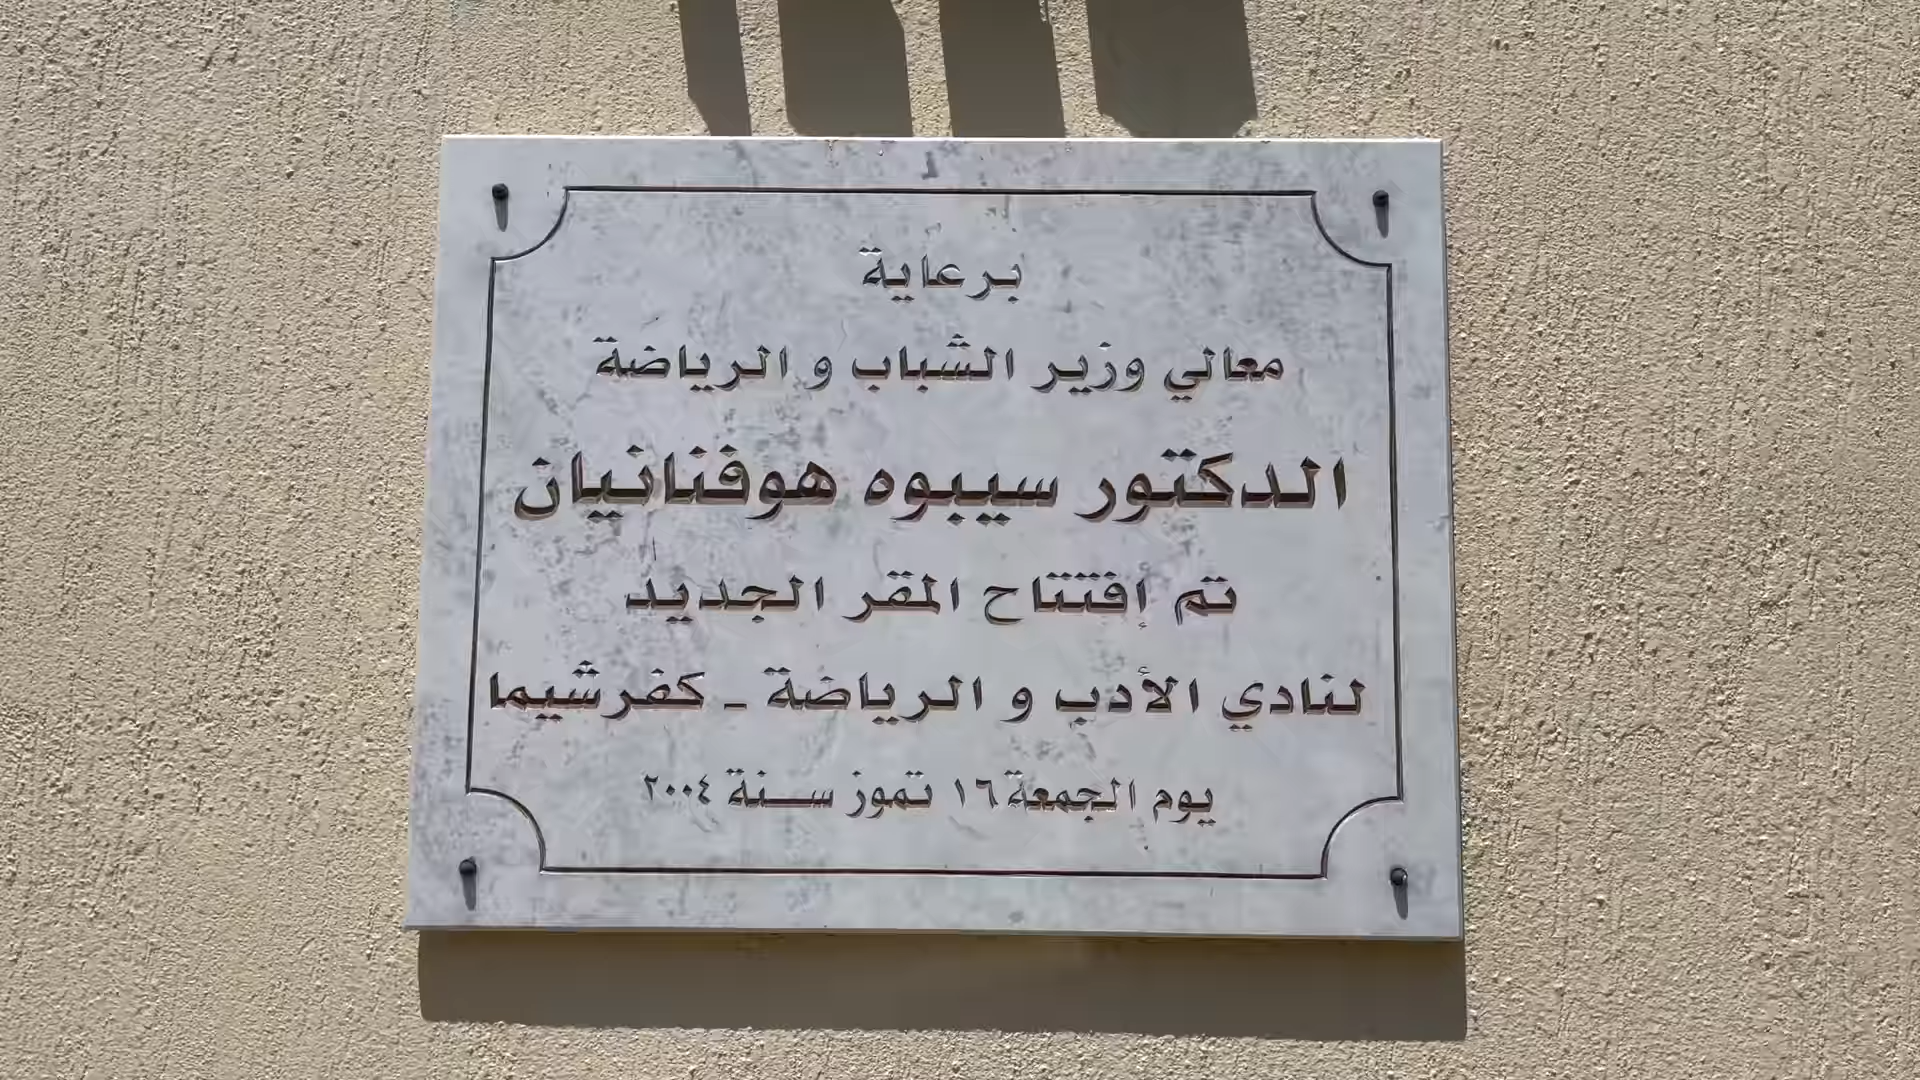 برعاية
معالي وزير الشباب و الرياضة
الدكتور سيبوه هوفنانيان
تم إفتتاح المقر الجديد
لنادي الأدب و الرياضة - كفرشيما
يوم الجمعة ١٦ تموز سنة ٢٠٠٤